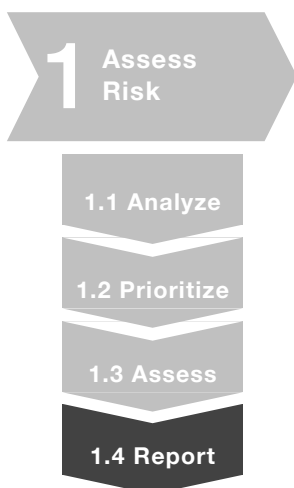 1
Assess
Risk
1.1 Analyze
1.2 Prioritize
1.3 Assess
1.4 Report